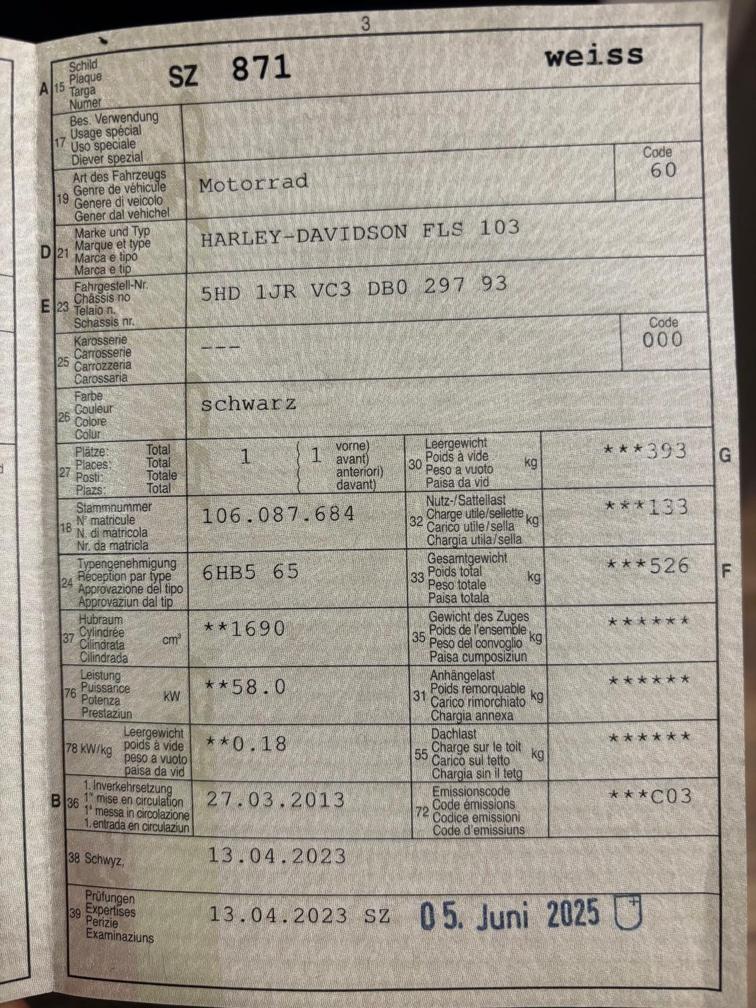 3
A 15 Schild
Plaque
Targa
Numer
SZ 871 weiss
17 Bes. Verwendung
Usage spécial
Uso speciale
Diever spezial
19 Art des Fahrzeugs
Genre de véhicule
Genere di veicolo
Gener dal vehichel
Motorrad
Code
60
D 21 Marke und Typ
Marque et type
Marca e tipo
Marca e tip
HARLEY-DAVIDSON FLS 103
E 23 Fahrgestell-Nr.
Châssis no
Telaio n.
Schassis nr.
5HD 1JR VC3 DB0 297 93
25 Karosserie
Carrosserie
Carrozzeria
Carossaria
---
Code
000
26 Farbe
Couleur
Colore
Colur
schwarz
27 Plätze: Total
Places: Total
Posti: Totale
Plazs: Total
1 ( 1 vorne)
avant)
anteriori)
davant)
30 Leergewicht
Poids à vide
Peso a vuoto kg
Paisa da vid
***393 G
18 Stammnummer
N° matricule
N. di matricola
Nr. da matricla
106.087.684
32 Nutz-/Sattellast
Charge utile/sellette
Carico utile/sella kg
Chargia utila/sella
***133
24 Typengenehmigung
Réception par type
Approvazione del tipo
Approvaziun dal tip
6HB5 65
33 Gesamtgewicht
Poids total
Peso totale kg
Paisa totala
***526 F
37 Hubraum
Cylindrée
Cilindrata cm³
Cilindrada
**1690
35 Gewicht des Zuges
Poids de l'ensemble
Peso del convoglio kg
Paisa cumposiziun
******
76 Leistung
Puissance
Potenza kW
Prestaziun
**58.0
31 Anhängelast
Poids remorquable
Carico rimorchiato kg
Chargia annexa
******
78 kW/kg Leergewicht
poids à vide
peso a vuoto
paisa da vid
**0.18
55 Dachlast
Charge sur le toit
Carico sul tetto kg
Chargia sin il tetg
******
B 36 1. Inverkehrsetzung
1re mise en circulation
1a messa in circolazione
1. entrada en circulaziun
27.03.2013
72 Emissionscode
Code émissions
Codice emissioni
Code d'emissiuns
***C03
38 Schwyz,
13.04.2023
39 Prüfungen
Expertises
Perizie
Examinaziuns
13.04.2023 SZ 05. Juni 2025